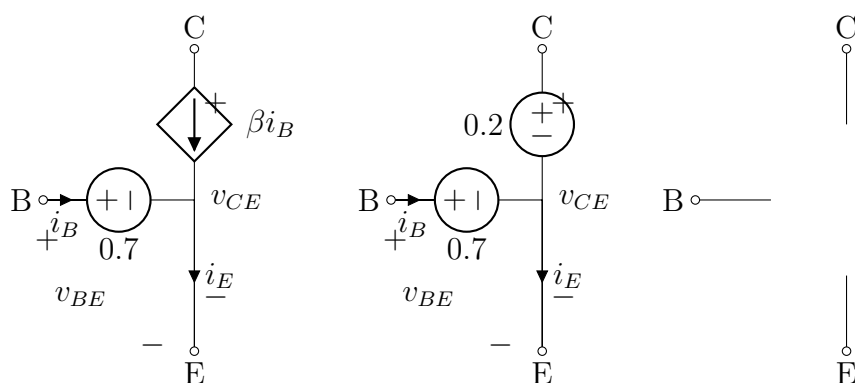 C C C
+ + +
βi_B 0.2 −
B + − v_CE B + − v_CE B
i_B i_B
+ 0.7 + 0.7
i_E i_E
v_BE − v_BE −
− −
E E E